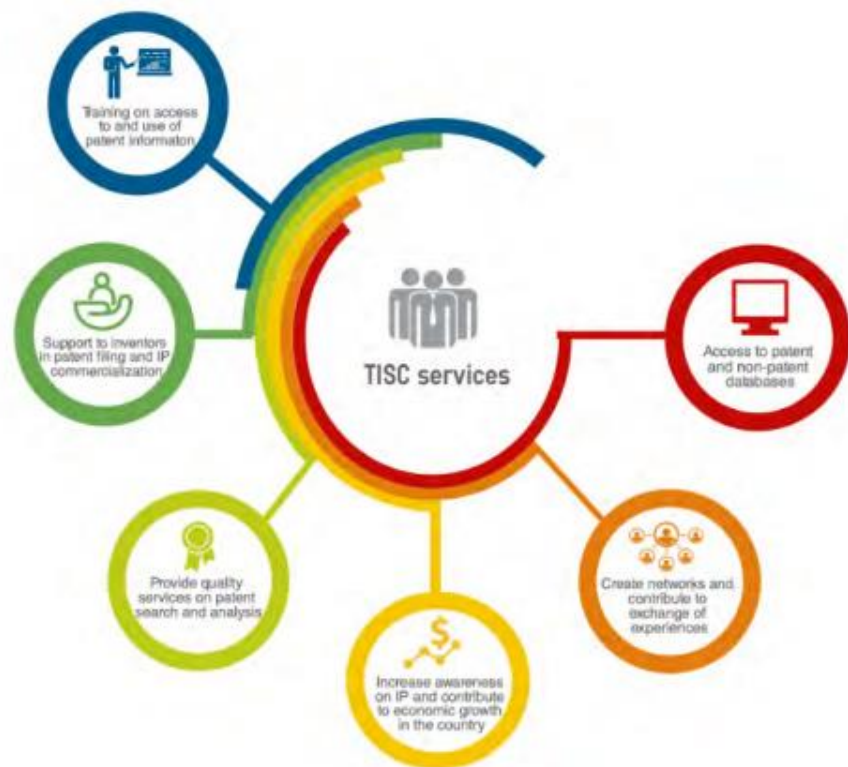 Training on access
to and use of
patent informaton
Support to inventors
in patent filing and IP
commercialization
TISC services
Access to patent
and non-patent
databases
Provide quality
services on patent
search and analysis
Create networks and
contribute to
exchange of
experiences
Increase awareness
on IP and contribute
to economic growth
in the country